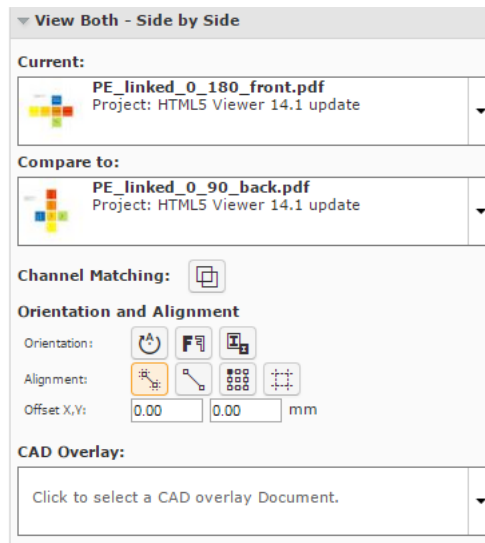 View Both - Side by Side
Current:
PE_linked_0_180_front.pdf
Project: HTML5 Viewer 14.1 update
Compare to:
PE_linked_0_90_back.pdf
Project: HTML5 Viewer 14.1 update
Channel Matching:
Orientation and Alignment
Orientation:
Alignment:
Offset X,Y: 0.00 0.00 mm
CAD Overlay:
Click to select a CAD overlay Document.